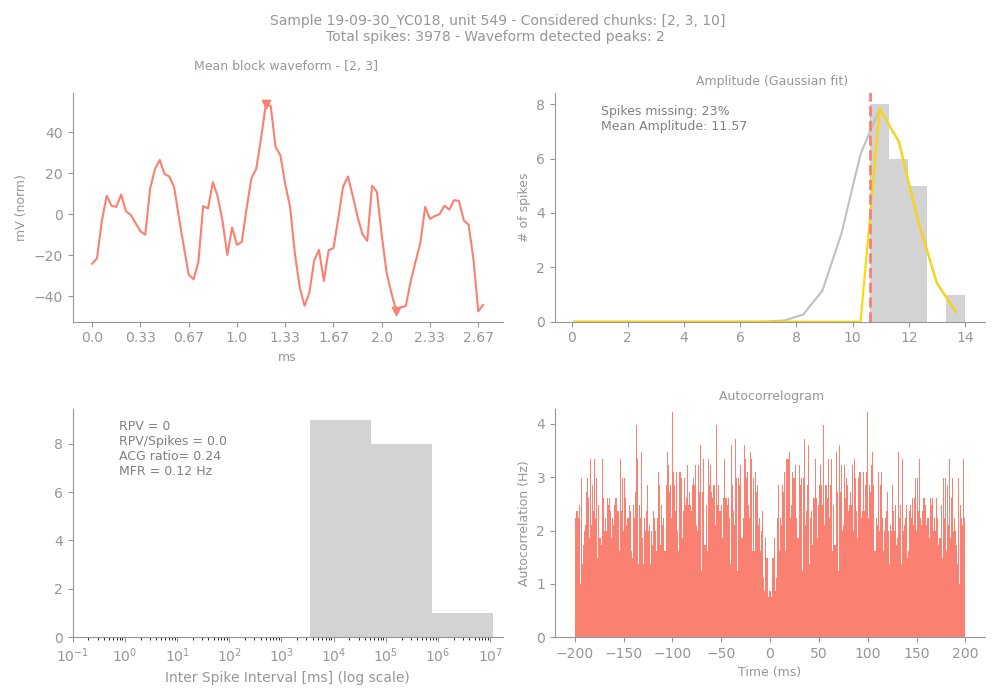 Sample 19-09-30_YC018, unit 549 - Considered chunks: [2, 3, 10]
Total spikes: 3978 - Waveform detected peaks: 2
Mean block waveform - [2, 3]
mV (norm)
40
20
0
−20
−40
0.0 0.33 0.67 1.0 1.33 1.67 2.0 2.33 2.67
ms
Amplitude (Gaussian fit)
Spikes missing: 23%
Mean Amplitude: 11.57
# of spikes
8
6
4
2
0
0 2 4 6 8 10 12 14
RPV = 0
RPV/Spikes = 0.0
ACG ratio= 0.24
MFR = 0.12 Hz
8
6
4
2
0
10⁻¹ 10⁰ 10¹ 10² 10³ 10⁴ 10⁵ 10⁶ 10⁷
Inter Spike Interval [ms] (log scale)
Autocorrelogram
Autocorrelation (Hz)
4
3
2
1
0
−200 −150 −100 −50 0 50 100 150 200
Time (ms)